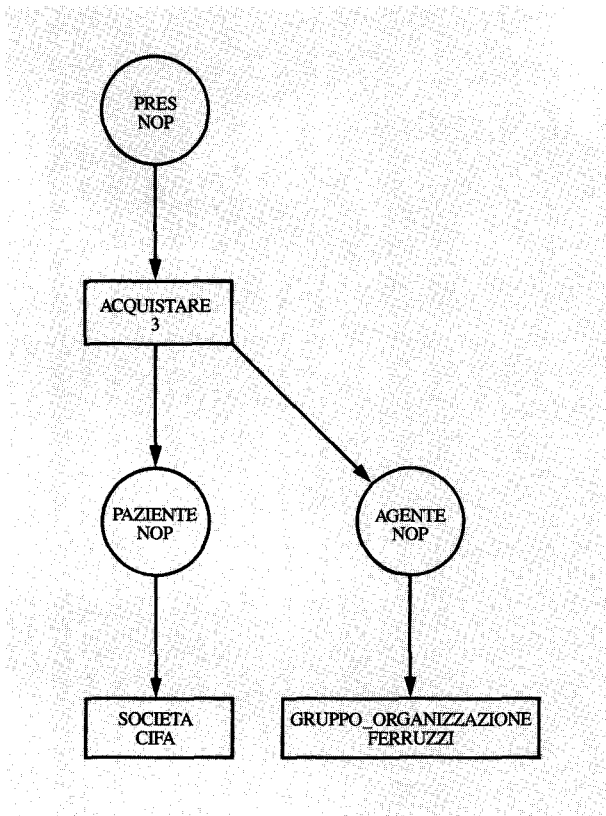 PRES
NOP
ACQUISTARE
3
PAZIENTE
NOP
AGENTE
NOP
SOCIETA
CIFA
GRUPPO_ORGANIZZAZIONE
FERRUZZI